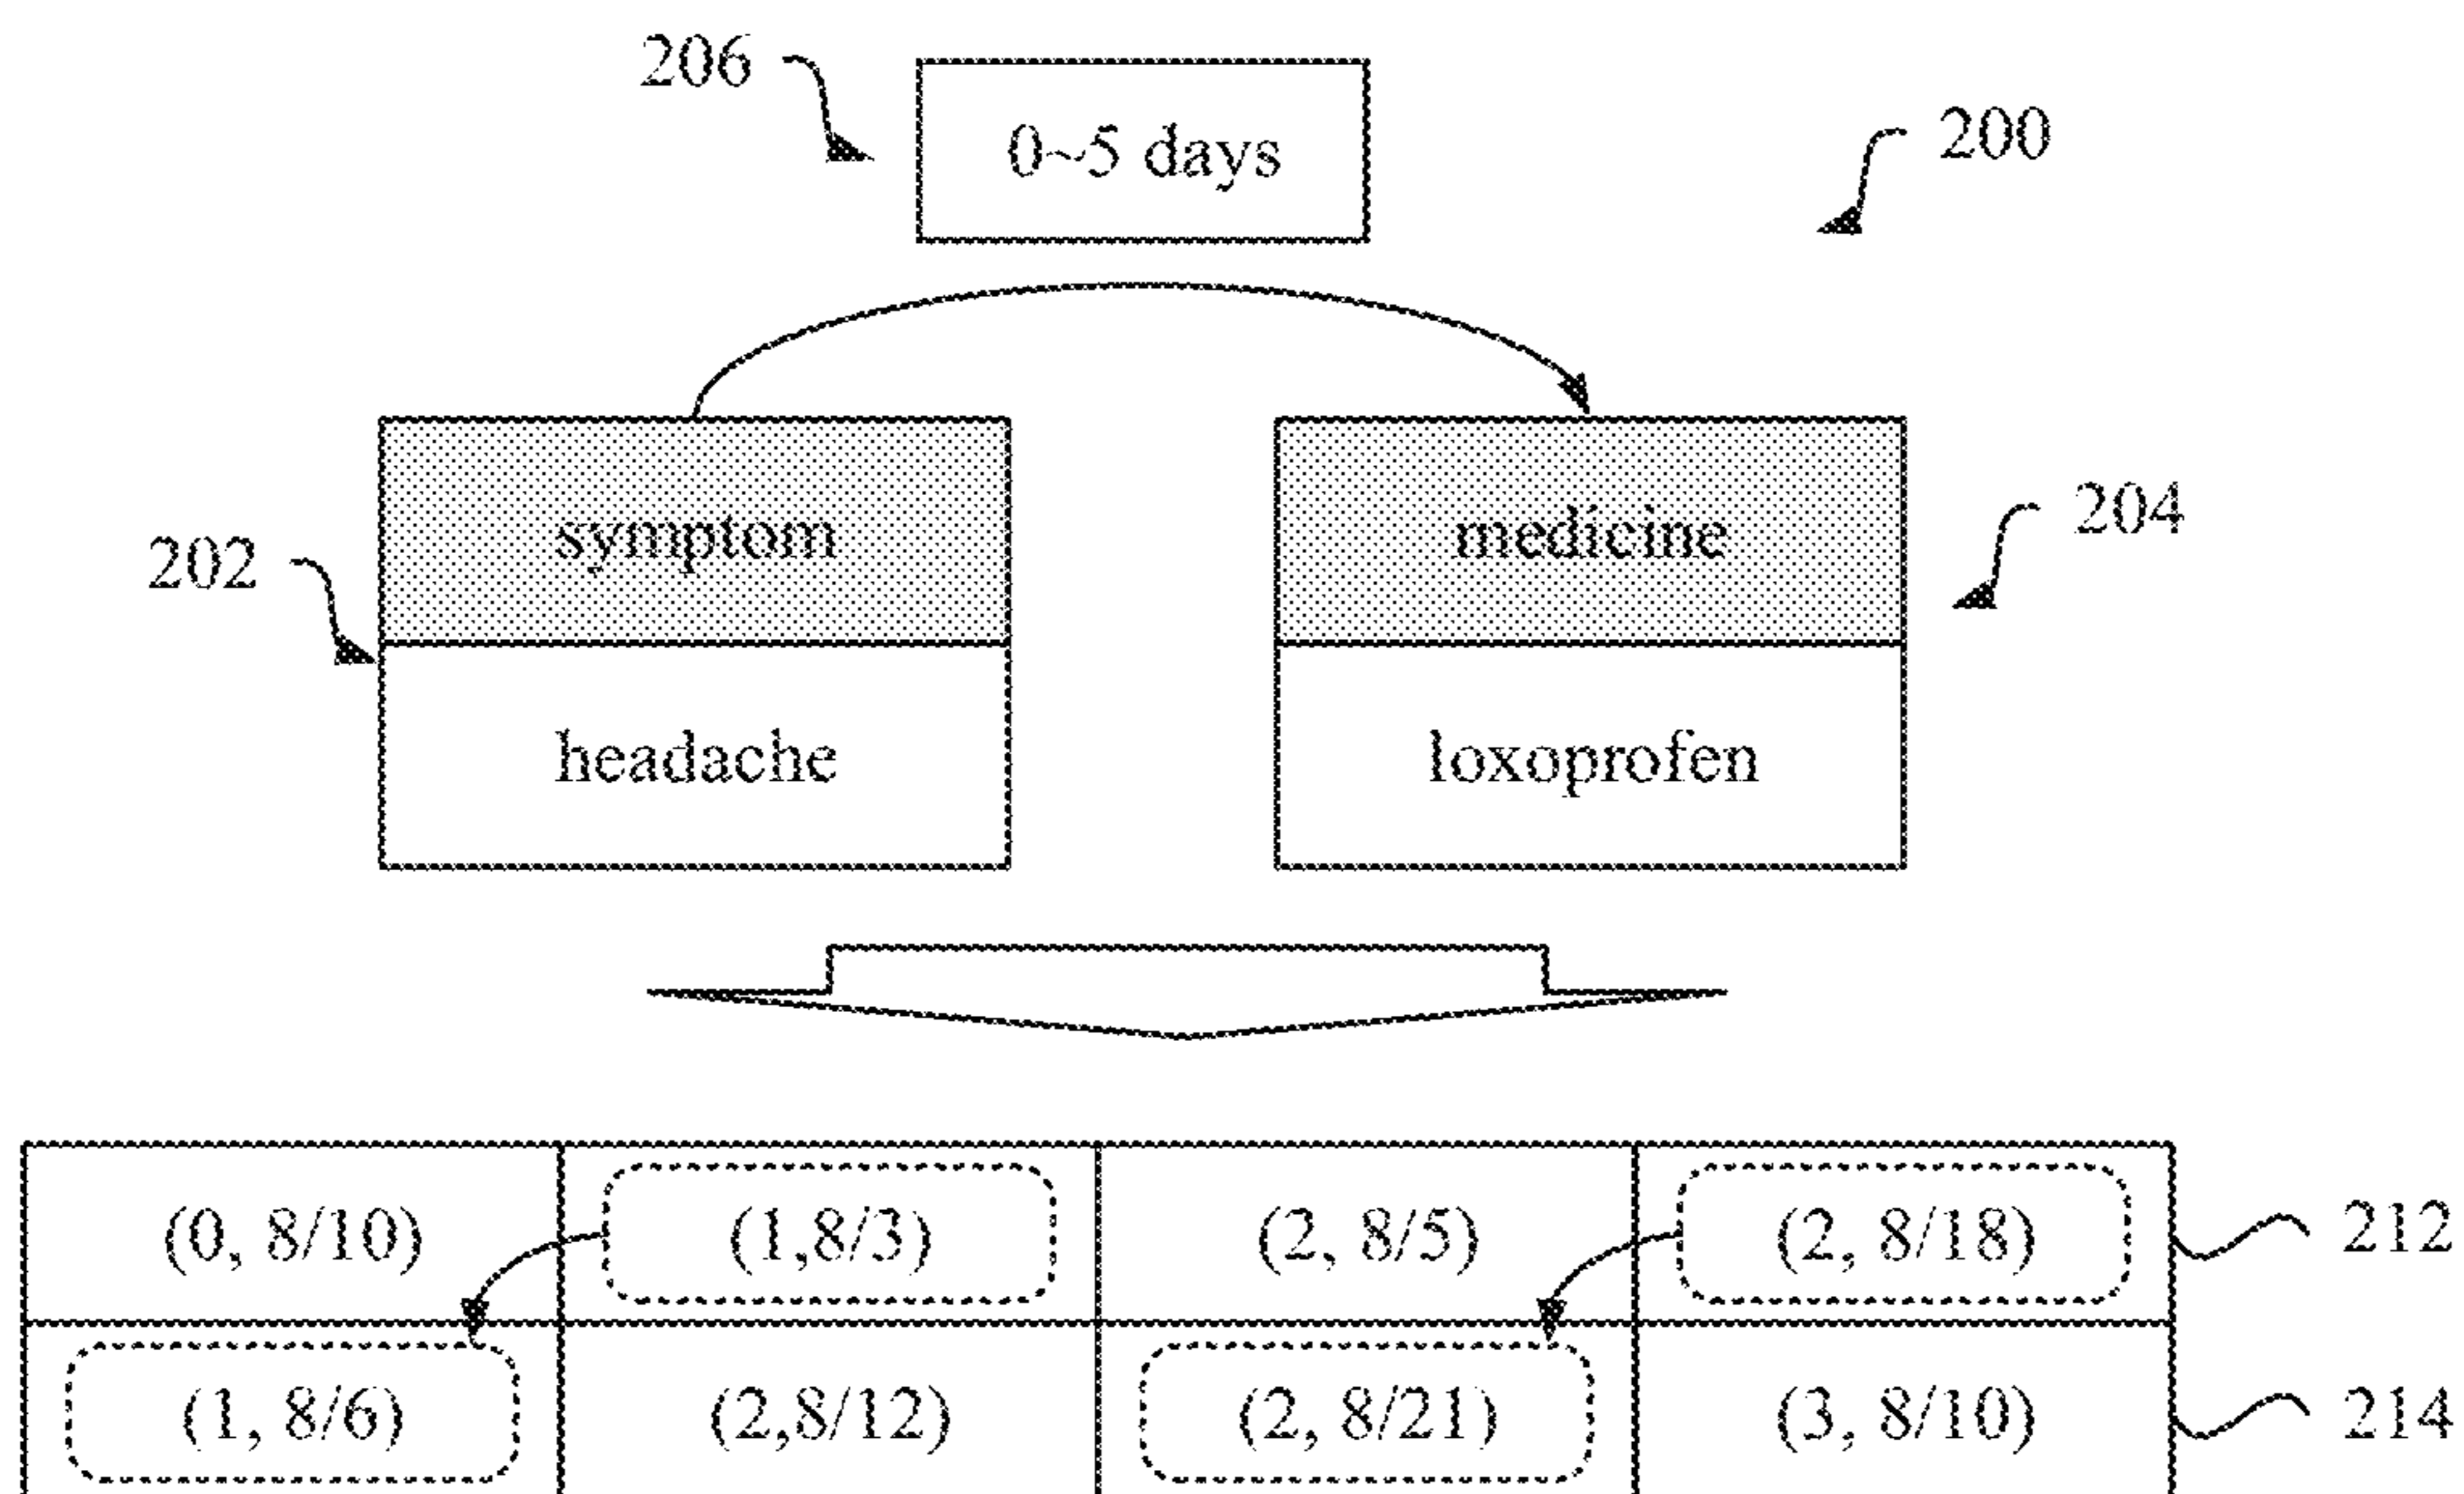 206
0~5 days
200
symptom
medicine
204
202
headache
loxoprofen
(0, 8/10)
(1,8/3)
(2, 8/5)
(2, 8/18)
212
(1, 8/6)
(2,8/12)
(2, 8/21)
(3, 8/10)
214